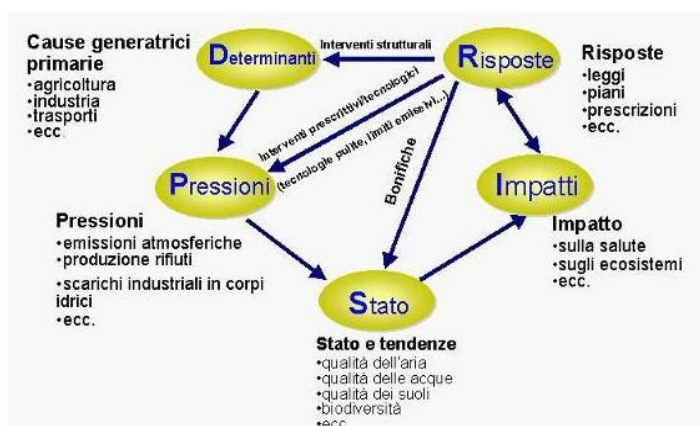 Cause generatrici
primarie
•agricoltura
•industria
•trasporti
•ecc.
Determinanti
Interventi strutturali
Risposte
Risposte
•leggi
•piani
•prescrizioni
•ecc.
Interventi prescrittivi/tecnologici
(tecnologie pulite, limiti emissivi...)
Bonifiche
Pressioni
Impatti
Pressioni
•emissioni atmosferiche
•produzione rifiuti
•scarichi industriali in corpi
idrici
•ecc.
Impatto
•sulla salute
•sugli ecosistemi
•ecc.
Stato
Stato e tendenze
•qualità dell'aria
•qualità delle acque
•qualità dei suoli
•biodiversità
•ecc